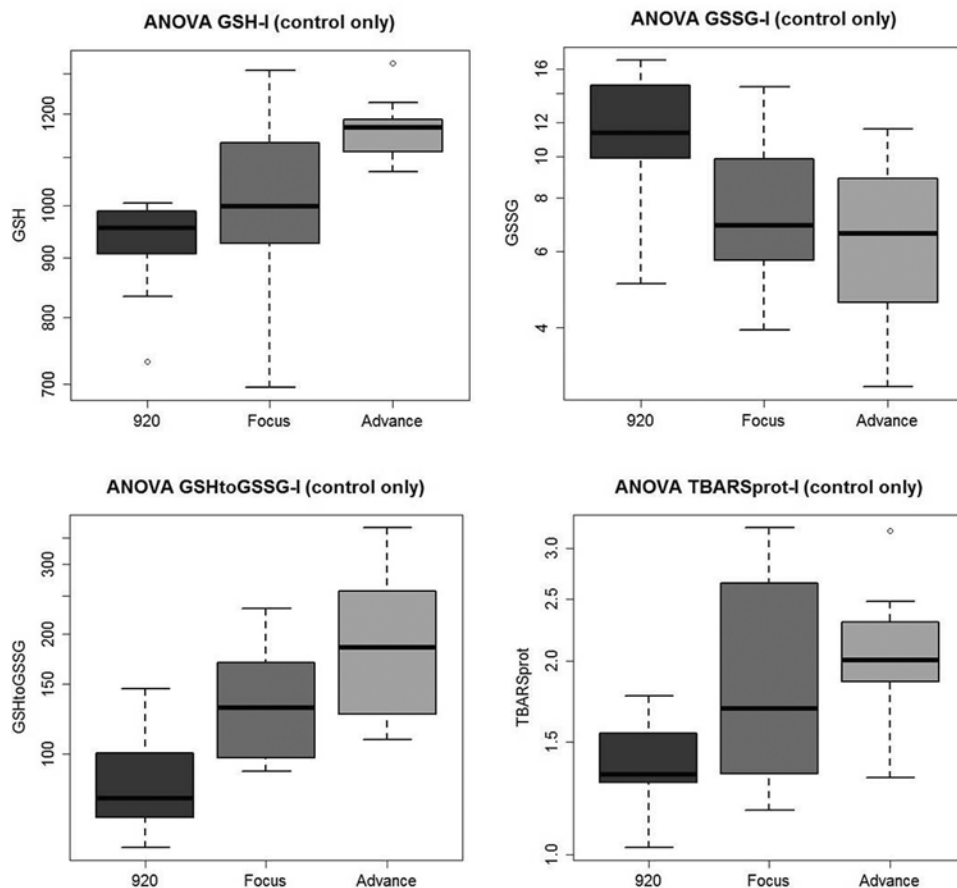 ANOVA GSH-I (control only)
GSH
1200
1000
900
800
700
920 Focus Advance
ANOVA GSSG-I (control only)
GSSG
16
12
10
8
6
4
920 Focus Advance
ANOVA GSHtoGSSG-I (control only)
GSHtoGSSG
300
200
150
100
920 Focus Advance
ANOVA TBARSprot-I (control only)
TBARSprot
3.0
2.5
2.0
1.5
1.0
920 Focus Advance